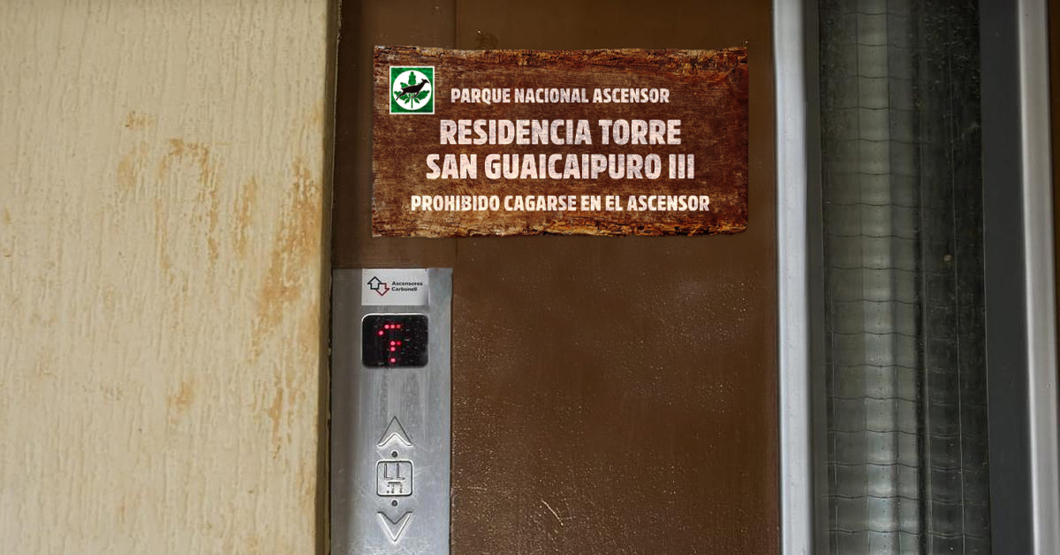 PARQUE NACIONAL ASCENSOR
RESIDENCIA TORRE
SAN GUAICAIPURO III
PROHIBIDO CAGARSE EN EL ASCENSOR
Ascensores
Carbonell